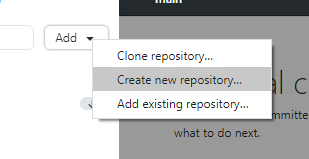 main
Add
Clone repository...
Create new repository...
Add existing repository...
what to do next.